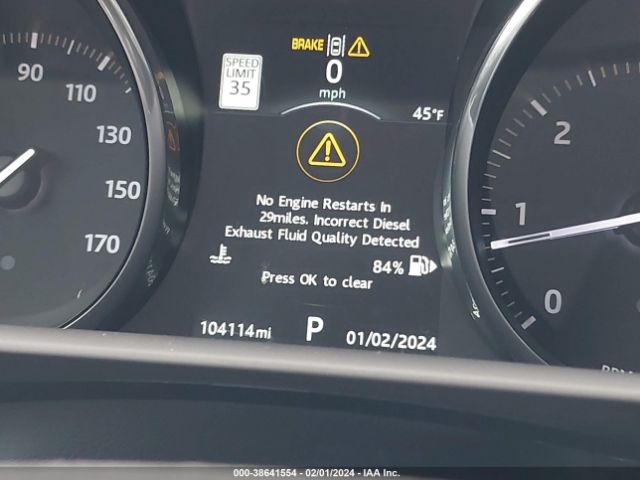 BRAKE
SPEED
LIMIT
35
0
mph
45°F
90
110
130
150
170
No Engine Restarts In
29miles. Incorrect Diesel
Exhaust Fluid Quality Detected
84%
Press OK to clear
104114mi
P
01/02/2024
2
1
0
000-38641554 - 02/01/2024 - IAA Inc.